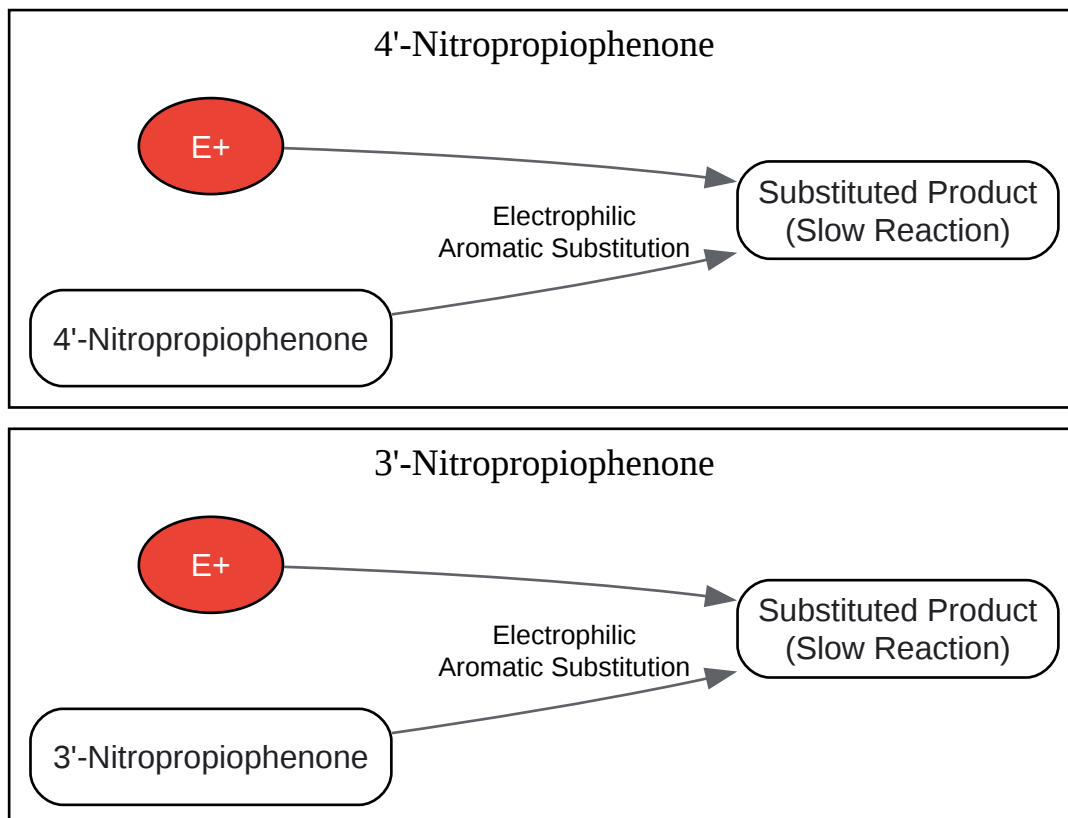 4'-Nitropropiophenone
E+
Electrophilic
Aromatic Substitution
Substituted Product
(Slow Reaction)
4'-Nitropropiophenone
3'-Nitropropiophenone
E+
Electrophilic
Aromatic Substitution
Substituted Product
(Slow Reaction)
3'-Nitropropiophenone